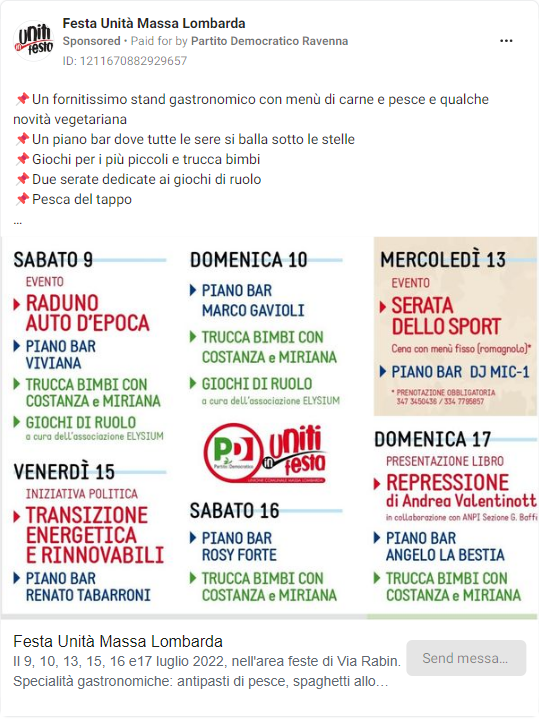 Festa Unità Massa Lombarda
Sponsored • Paid for by Partito Democratico Ravenna
ID: 1211670882929657
📌Un fornitissimo stand gastronomico con menù di carne e pesce e qualche
novità vegetariana
📌Un piano bar dove tutte le sere si balla sotto le stelle
📌Giochi per i più piccoli e trucca bimbi
📌Due serate dedicate ai giochi di ruolo
📌Pesca del tappo
...
SABATO 9
EVENTO
RADUNO
AUTO D'EPOCA
PIANO BAR
VIVIANA
TRUCCA BIMBI CON
COSTANZA e MIRIANA
GIOCHI DI RUOLO
a cura dell'associazione ELYSIUM
VENERDÌ 15
INIZIATIVA POLITICA
TRANSIZIONE
ENERGETICA
E RINNOVABILI
PIANO BAR
RENATO TABARRONI
DOMENICA 10
PIANO BAR
MARCO GAVIOLI
TRUCCA BIMBI CON
COSTANZA e MIRIANA
GIOCHI DI RUOLO
a cura dell'associazione ELYSIUM
PD
Partito Democratico
uniti
in festa
UNIONE COMUNALE MASSA LOMBARDA
SABATO 16
PIANO BAR
ROSY FORTE
TRUCCA BIMBI CON
COSTANZA e MIRIANA
MERCOLEDÌ 13
EVENTO
SERATA
DELLO SPORT
Cena con menù fisso (romagnolo)*
PIANO BAR DJ MIC-1
* PRENOTAZIONE OBBLIGATORIA
347 3450436 / 334 7795857
DOMENICA 17
PRESENTAZIONE LIBRO
REPRESSIONE
di Andrea Valentinott
in collaborazione con ANPI Sezione G. Baffi
PIANO BAR
ANGELO LA BESTIA
TRUCCA BIMBI CON
COSTANZA e MIRIANA
Festa Unità Massa Lombarda
Il 9, 10, 13, 15, 16 e17 luglio 2022, nell'area feste di Via Rabin.
Specialità gastronomiche: antipasti di pesce, spaghetti allo…
Send messa...